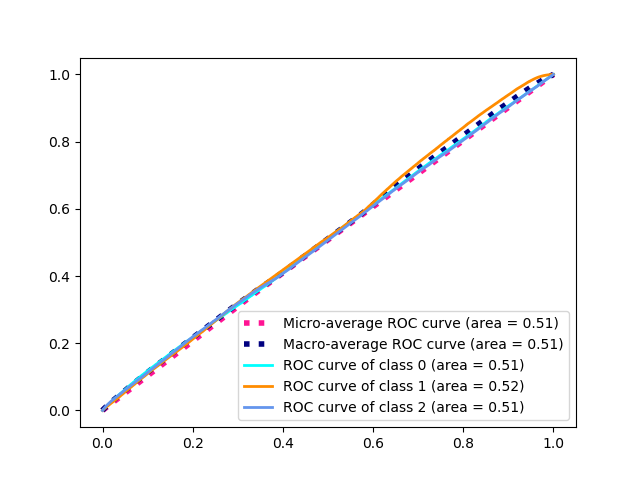 1.0
0.8
0.6
0.4
0.2
0.0
Micro-average ROC curve (area = 0.51)
Macro-average ROC curve (area = 0.51)
ROC curve of class 0 (area = 0.51)
ROC curve of class 1 (area = 0.52)
ROC curve of class 2 (area = 0.51)
0.0 0.2 0.4 0.6 0.8 1.0